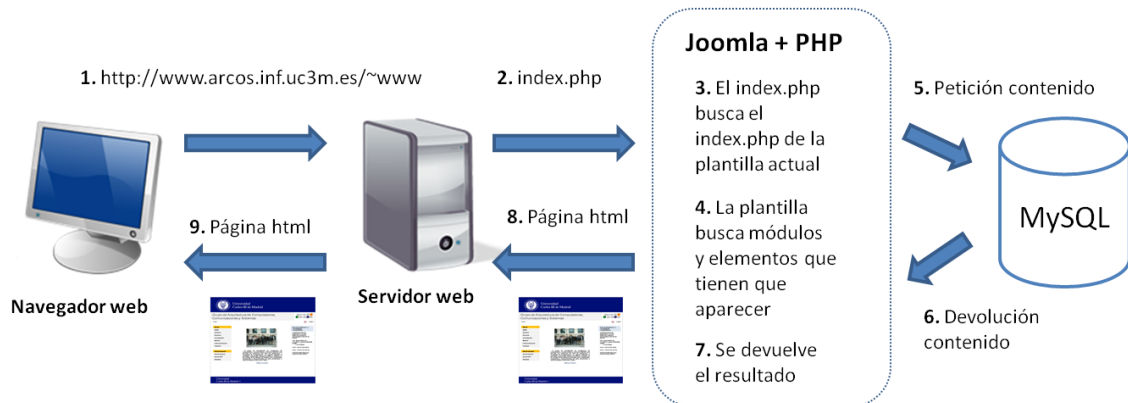 Joomla + PHP
1. http://www.arcos.inf.uc3m.es/~www
2. index.php
3. El index.php
busca el
index.php de la
plantilla actual
4. La plantilla
busca módulos
y elementos que
tienen que
aparecer
5. Petición contenido
MySQL
6. Devolución
contenido
7. Se devuelve
el resultado
8. Página html
9. Página html
Navegador web
Servidor web